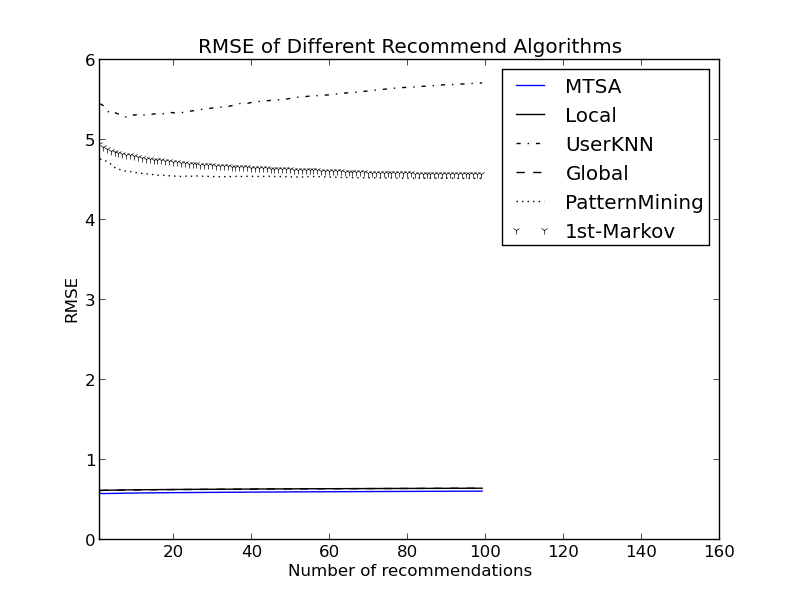 RMSE of Different Recommend Algorithms
6
5
4
3
2
1
0
RMSE
MTSA
Local
UserKNN
Global
PatternMining
1st-Markov
20 40 60 80 100 120 140 160
Number of recommendations